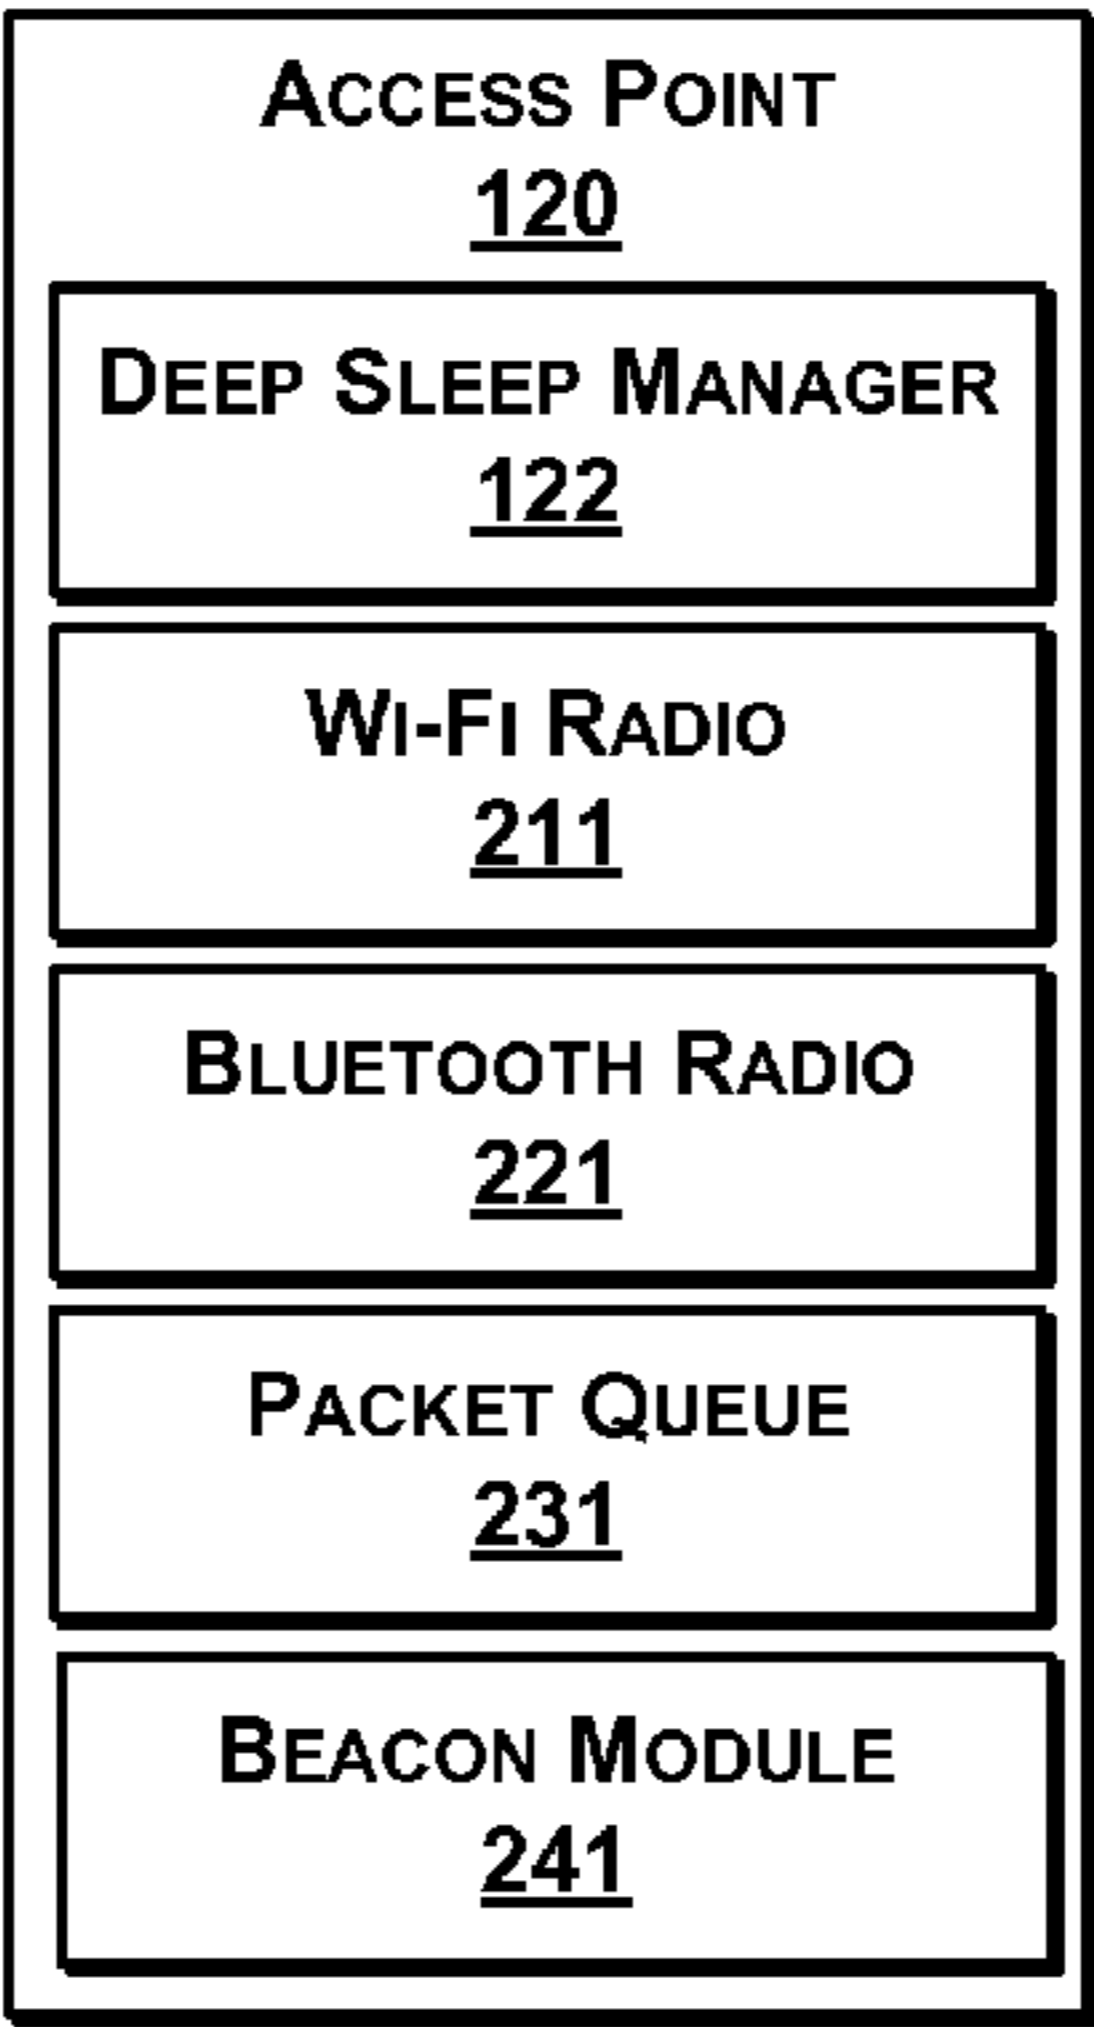 Access Point
120
Deep Sleep Manager
122
Wi-Fi Radio
211
Bluetooth Radio
221
Packet Queue
231
Beacon Module
241